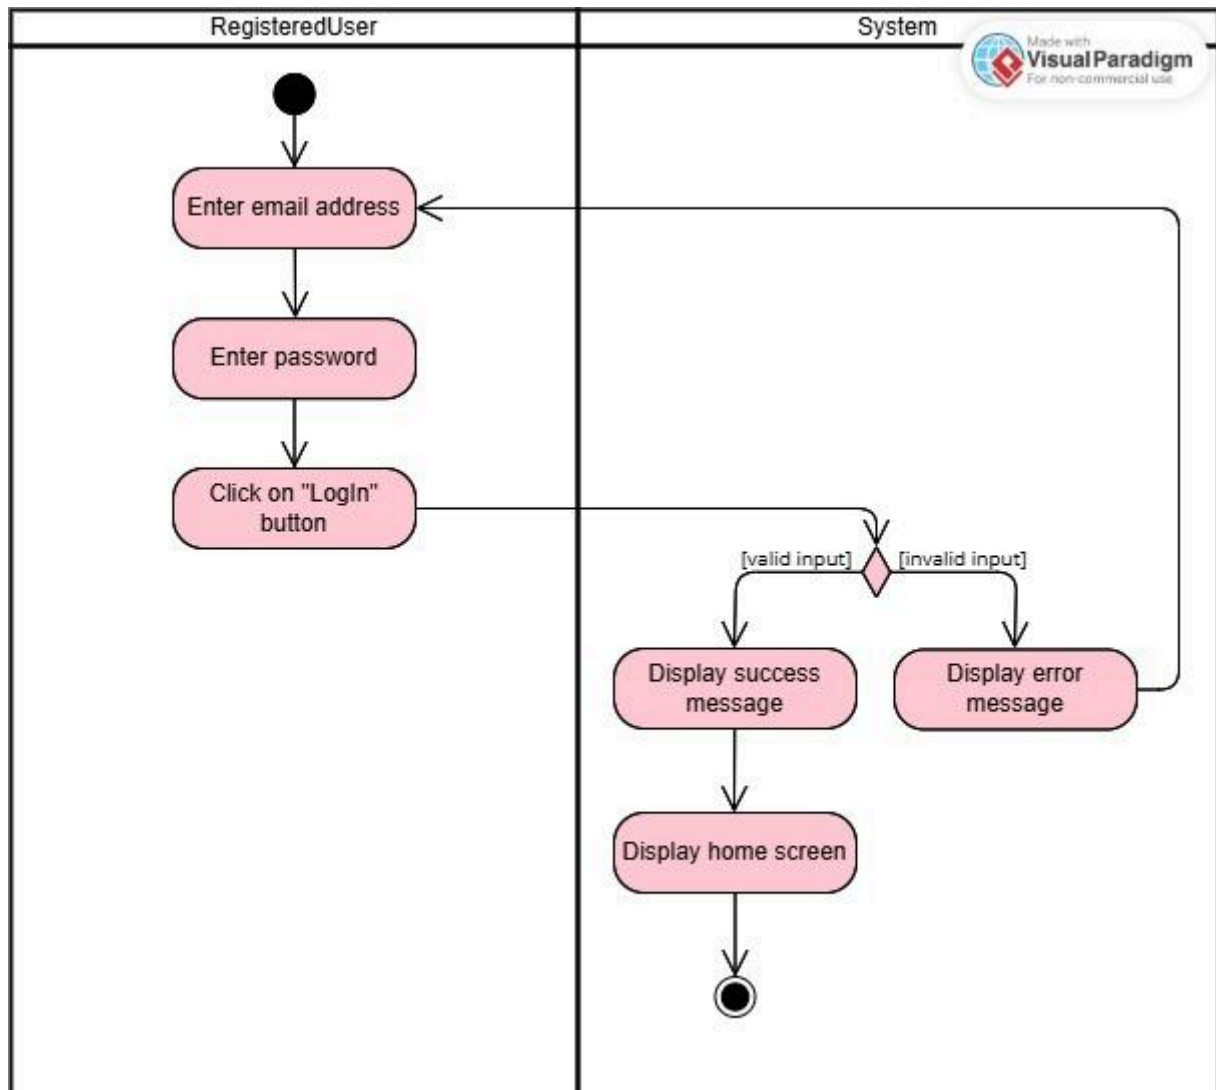 RegisteredUser
System
Made with
Visual Paradigm
For non-commercial use
Enter email address
Enter password
Click on "LogIn"
button
[valid input]
[invalid input]
Display success
message
Display error
message
Display home screen